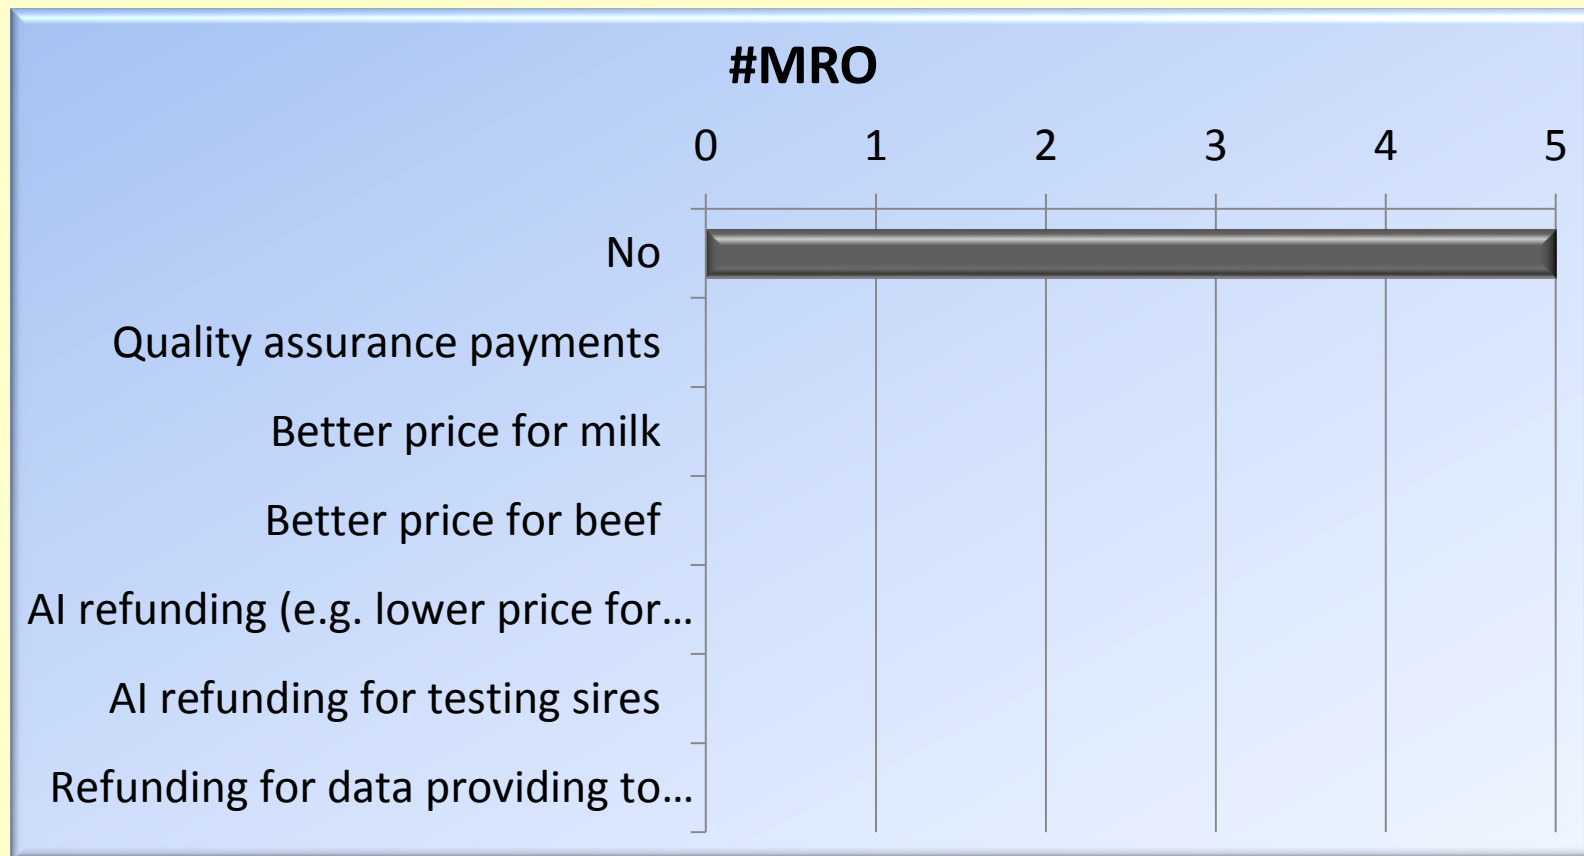 #MRO
0 1 2 3 4 5
No
Quality assurance payments
Better price for milk
Better price for beef
AI refunding (e.g. lower price for…
AI refunding for testing sires
Refunding for data providing to…